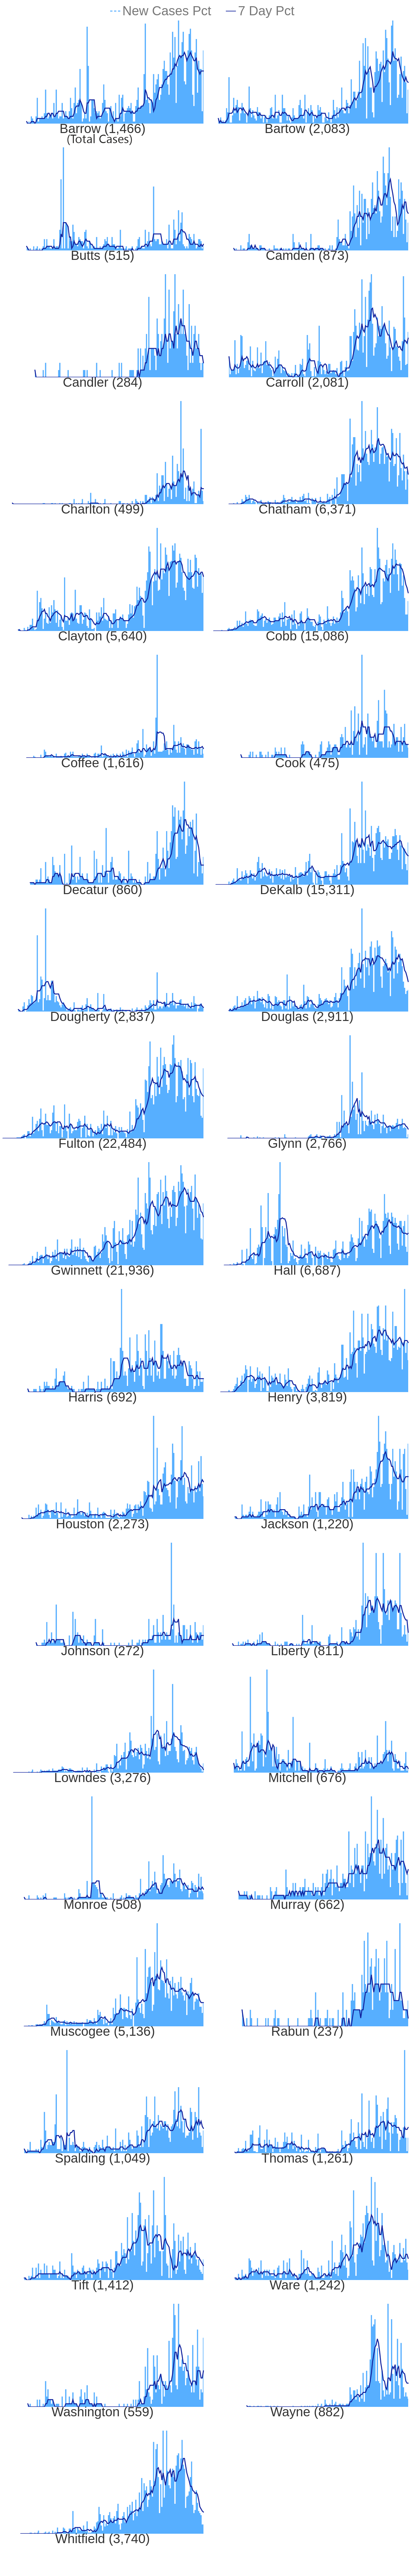 New Cases Pct 7 Day Pct
Barrow (1,466) Bartow (2,083)
(Total Cases)
Butts (515) Camden (873)
Candler (284) Carroll (2,081)
Charlton (499) Chatham (6,371)
Clayton (5,640) Cobb (15,086)
Coffee (1,616) Cook (475)
Decatur (860) DeKalb (15,311)
Dougherty (2,837) Douglas (2,911)
Fulton (22,484) Glynn (2,766)
Gwinnett (21,936) Hall (6,687)
Harris (692) Henry (3,819)
Houston (2,273) Jackson (1,220)
Johnson (272) Liberty (811)
Lowndes (3,276) Mitchell (676)
Monroe (508) Murray (662)
Muscogee (5,136) Rabun (237)
Spalding (1,049) Thomas (1,261)
Tift (1,412) Ware (1,242)
Washington (559) Wayne (882)
Whitfield (3,740)